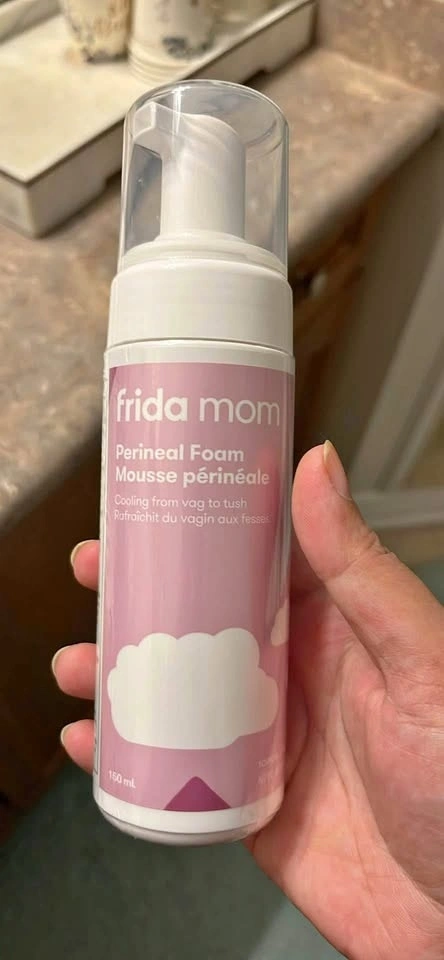 frida mom
Perineal Foam
Mousse périnéale
Cooling from vag to tush
Rafraîchit du vagin aux fesses
150 mL